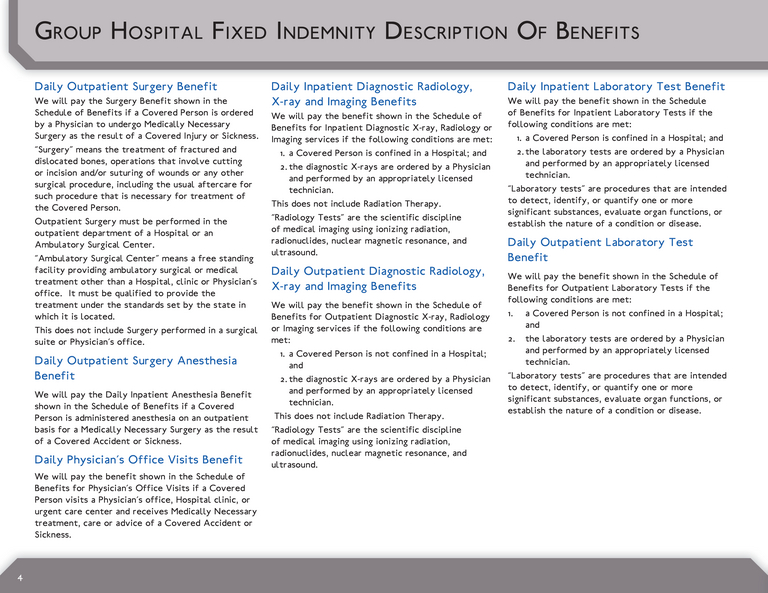 Group Hospital Fixed Indemnity Description Of Benefits
Daily Outpatient Surgery Benefit
We will pay the Surgery Benefit shown in the
Schedule of Benefits if a Covered Person is ordered
by a Physician to undergo Medically Necessary
Surgery as the result of a Covered Injury or Sickness.
"Surgery" means the treatment of fractured and
dislocated bones, operations that involve cutting
or incision and/or suturing of wounds or any other
surgical procedure, including the usual aftercare for
such procedure that is necessary for treatment of
the Covered Person.
Outpatient Surgery must be performed in the
outpatient department of a Hospital or an
Ambulatory Surgical Center.
"Ambulatory Surgical Center" means a free standing
facility providing ambulatory surgical or medical
treatment other than a Hospital, clinic or Physician's
office.  It must be qualified to provide the
treatment under the standards set by the state in
which it is located.
This does not include Surgery performed in a surgical
suite or Physician's office.
Daily Outpatient Surgery Anesthesia
Benefit
We will pay the Daily Inpatient Anesthesia Benefit
shown in the Schedule of Benefits if a Covered
Person is administered anesthesia on an outpatient
basis for a Medically Necessary Surgery as the result
of a Covered Accident or Sickness.
Daily Physician's Office Visits Benefit
We will pay the benefit shown in the Schedule of
Benefits for Physician's Office Visits if a Covered
Person visits a Physician's office, Hospital clinic, or
urgent care center and receives Medically Necessary
treatment, care or advice of a Covered Accident or
Sickness.
Daily Inpatient Diagnostic Radiology,
X-ray and Imaging Benefits
We will pay the benefit shown in the Schedule of
Benefits for Inpatient Diagnostic X-ray, Radiology or
Imaging services if the following conditions are met:
1. a Covered Person is confined in a Hospital; and
2. the diagnostic X-rays are ordered by a Physician
and performed by an appropriately licensed
technician.
This does not include Radiation Therapy.
"Radiology Tests" are the scientific discipline
of medical imaging using ionizing radiation,
radionuclides, nuclear magnetic resonance, and
ultrasound.
Daily Outpatient Diagnostic Radiology,
X-ray and Imaging Benefits
We will pay the benefit shown in the Schedule of
Benefits for Outpatient Diagnostic X-ray, Radiology
or Imaging services if the following conditions are
met:
1. a Covered Person is not confined in a Hospital;
and
2. the diagnostic X-rays are ordered by a Physician
and performed by an appropriately licensed
technician.
This does not include Radiation Therapy.
"Radiology Tests" are the scientific discipline
of medical imaging using ionizing radiation,
radionuclides, nuclear magnetic resonance, and
ultrasound.
Daily Inpatient Laboratory Test Benefit
We will pay the benefit shown in the Schedule
of Benefits for Inpatient Laboratory Tests if the
following conditions are met:
1. a Covered Person is confined in a Hospital; and
2. the laboratory tests are ordered by a Physician
and performed by an appropriately licensed
technician.
"Laboratory tests" are procedures that are intended
to detect, identify, or quantify one or more
significant substances, evaluate organ functions, or
establish the nature of a condition or disease.
Daily Outpatient Laboratory Test
Benefit
We will pay the benefit shown in the Schedule of
Benefits for Outpatient Laboratory Tests if the
following conditions are met:
1. a Covered Person is not confined in a Hospital;
and
2. the laboratory tests are ordered by a Physician
and performed by an appropriately licensed
technician.
"Laboratory tests" are procedures that are intended
to detect, identify, or quantify one or more
significant substances, evaluate organ functions, or
establish the nature of a condition or disease.
4